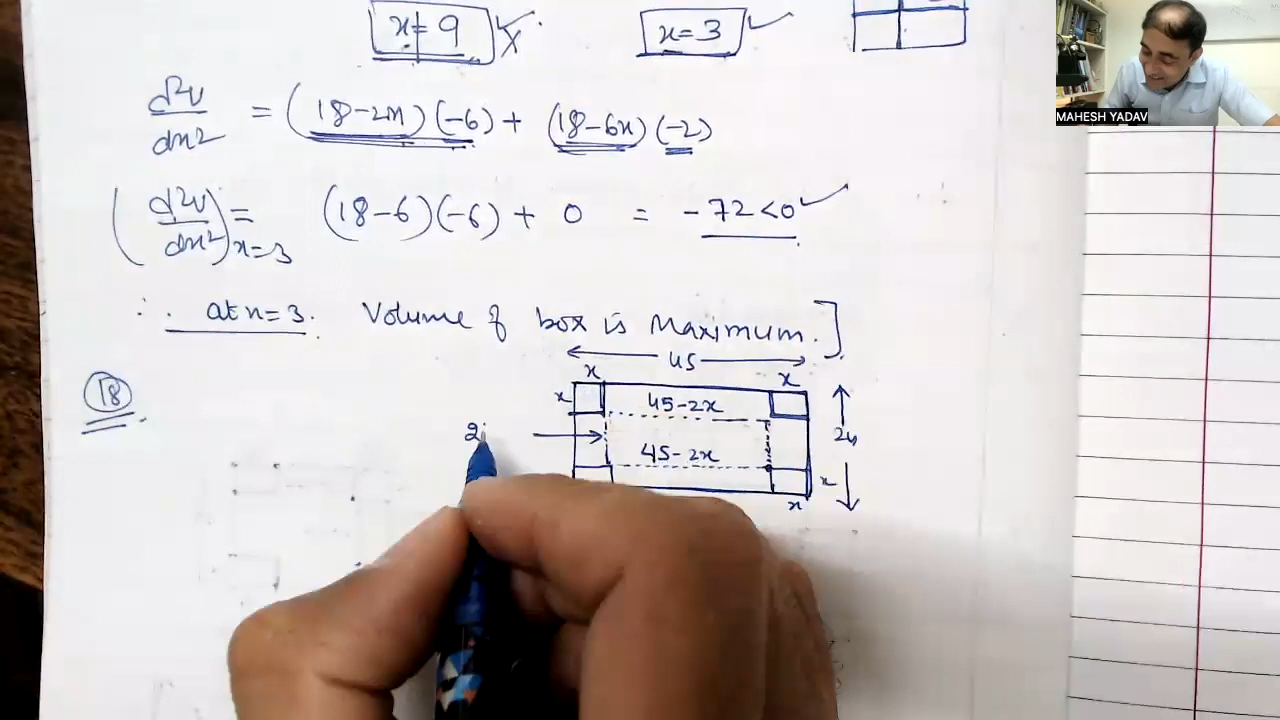 x=9 x=3
d²v/dx² = (18-2x)(-6) + (18-6x)(-2)
(d²v/dx²)x=3 = (18-6)(-6) + 0 = -72<0
∴ at x=3. Volume of box is Maximum.]
45
18
x x
x 45-2x
24
2
45-2x
x
x
MAHESH YADAV